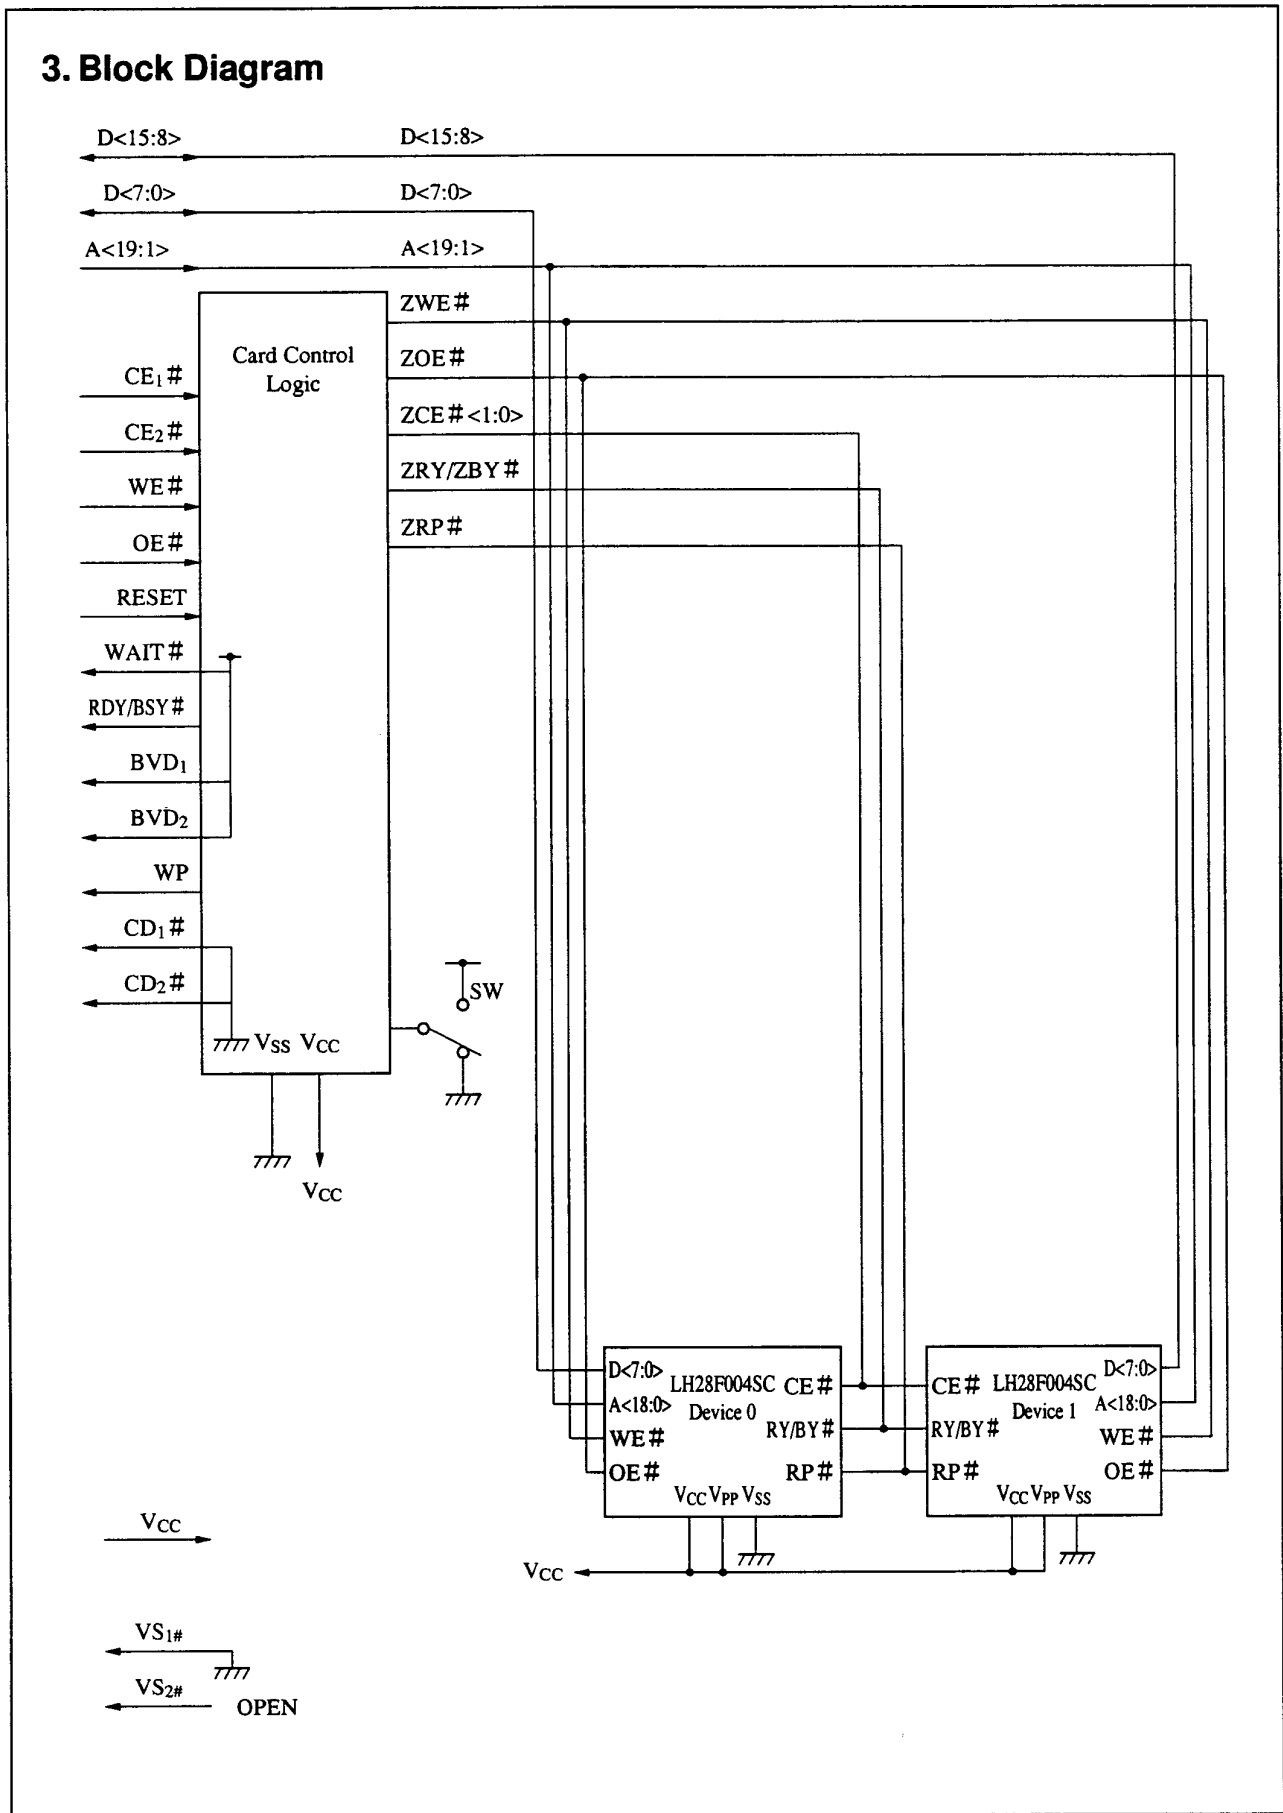 3. Block Diagram
D<15:8> D<15:8>
D<7:0> D<7:0>
A<19:1> A<19:1>
ZWE#
Card Control
Logic
ZOE#
CE1#
ZCE#<1:0>
CE2#
ZRY/ZBY#
WE#
ZRP#
OE#
RESET
WAIT#
RDY/BSY#
BVD1
BVD2
WP
CD1#
CD2#
SW
VSS VCC
VCC
D<7:0>
LH28F004SC
Device 0
A<18:0>
WE#
OE#
CE#
RY/BY#
RP#
VCC VPP VSS
CE#
RY/BY#
RP#
LH28F004SC
Device 1
D<7:0>
A<18:0>
WE#
OE#
VCC VPP VSS
VCC
VCC
VS1#
VS2#
OPEN